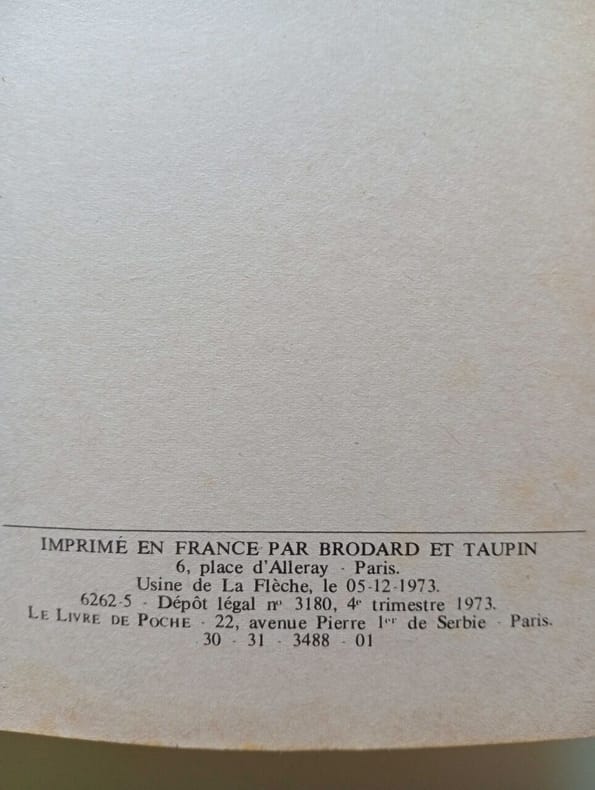 IMPRIMÉ EN FRANCE PAR BRODARD ET TAUPIN
6, place d'Alleray - Paris.
Usine de La Flèche, le 05-12-1973.
6262-5 - Dépôt légal nº 3180, 4e trimestre 1973.
LE LIVRE DE POCHE - 22, avenue Pierre 1er de Serbie - Paris.
30 - 31 - 3488 - 01